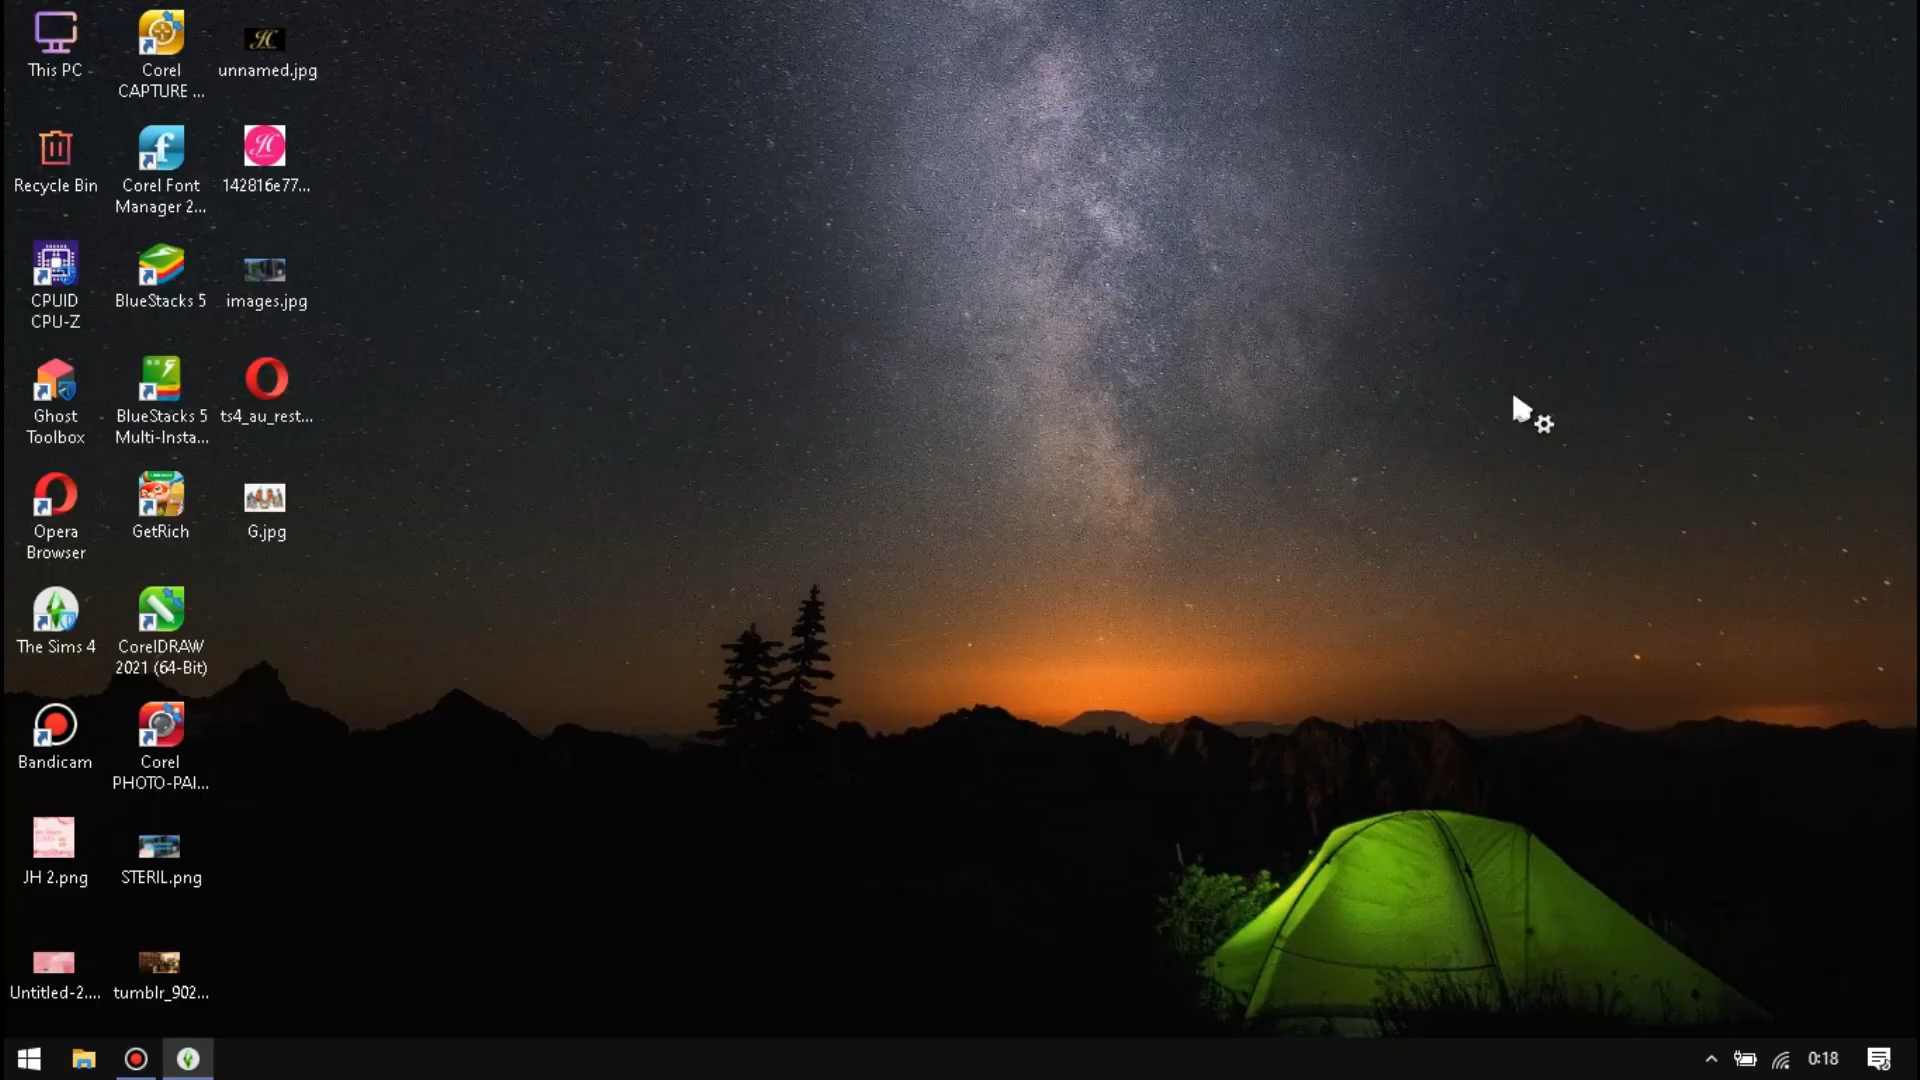 This PC
Corel
CAPTURE ...
unnamed.jpg
Recycle Bin
Corel Font
Manager 2...
142816e77...
CPUID
CPU-Z
BlueStacks 5
images.jpg
Ghost
Toolbox
BlueStacks 5
Multi-Insta...
ts4_au_rest...
Opera
Browser
GetRich
G.jpg
The Sims 4
CorelDRAW
2021 (64-Bit)
Bandicam
Corel
PHOTO-PAI...
JH 2.png
STERIL.png
Untitled-2....
tumblr_902...
0:18